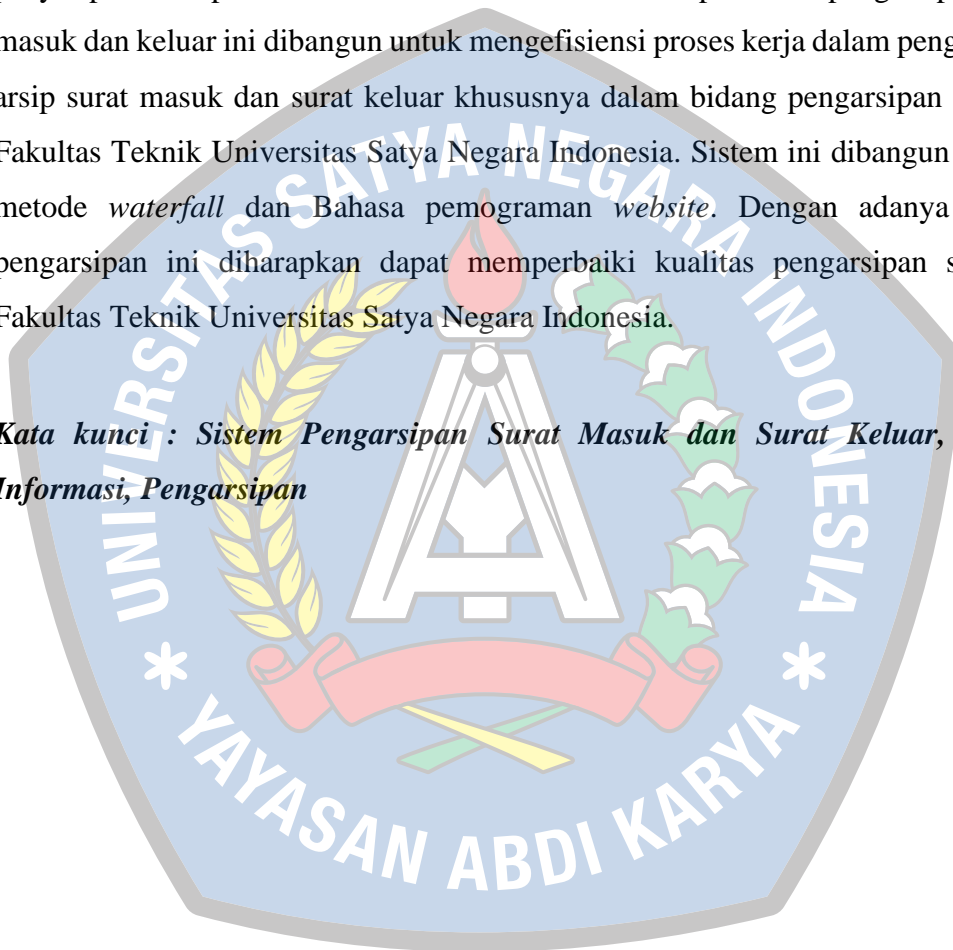 masuk dan keluar ini dibangun untuk mengefisiensi proses kerja dalam peng
arsip surat masuk dan surat keluar khususnya dalam bidang pengarsipan
Fakultas Teknik Universitas Satya Negara Indonesia. Sistem ini dibangun
metode waterfall dan Bahasa pemograman website. Dengan adanya
pengarsipan ini diharapkan dapat memperbaiki kualitas pengarsipan s
Fakultas Teknik Universitas Satya Negara Indonesia.
Kata kunci : Sistem Pengarsipan Surat Masuk dan Surat Keluar,
Informasi, Pengarsipan
UNIVERSITAS SATYA NEGARA INDONESIA
* YAYASAN ABDI KARYA *